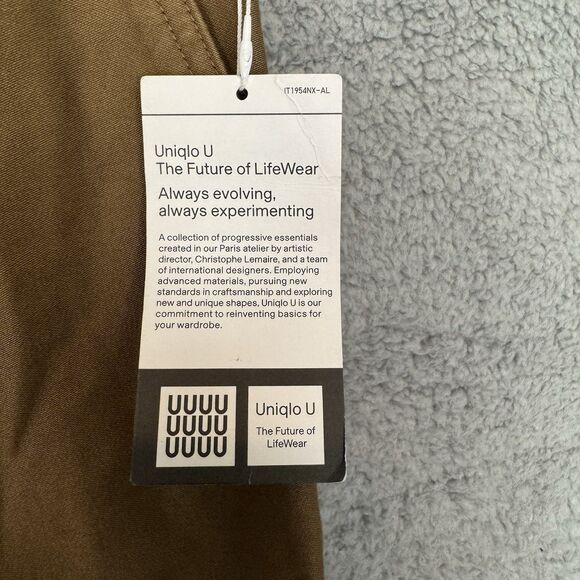 IT1954NX-AL
Uniqlo U
The Future of LifeWear
Always evolving,
always experimenting
A collection of progressive essentials
created in our Paris atelier by artistic
director, Christophe Lemaire, and a team
of international designers. Employing
advanced materials, pursuing new
standards in craftsmanship and exploring
new and unique shapes, Uniqlo U is our
commitment to reinventing basics for
your wardrobe.
UUUU
UUUU
UUUU
Uniqlo U
The Future of
LifeWear